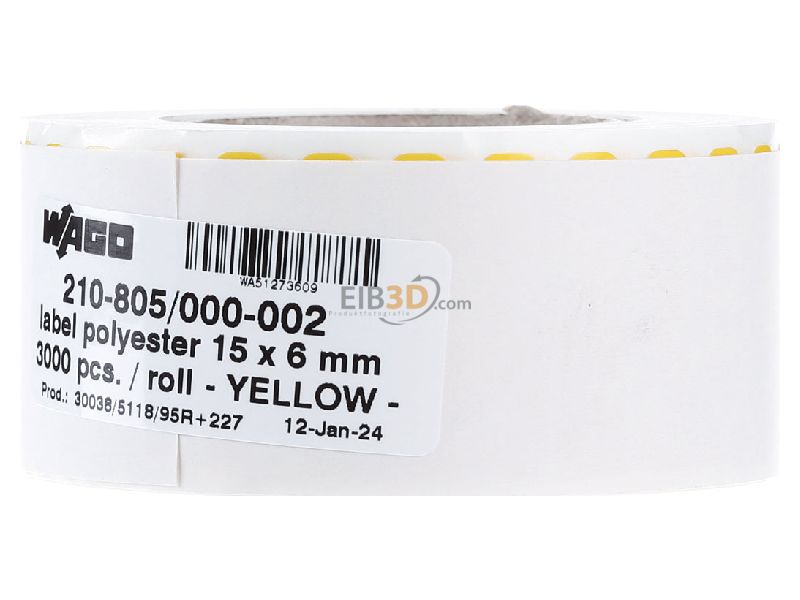 WAGO
WA51273609
210-805/000-002
label polyester 15 x 6 mm
3000 pcs. / roll - YELLOW -
Prod.: 30038/5118/95R+227 12-Jan-24
EIB3D.com
Produktfotografie